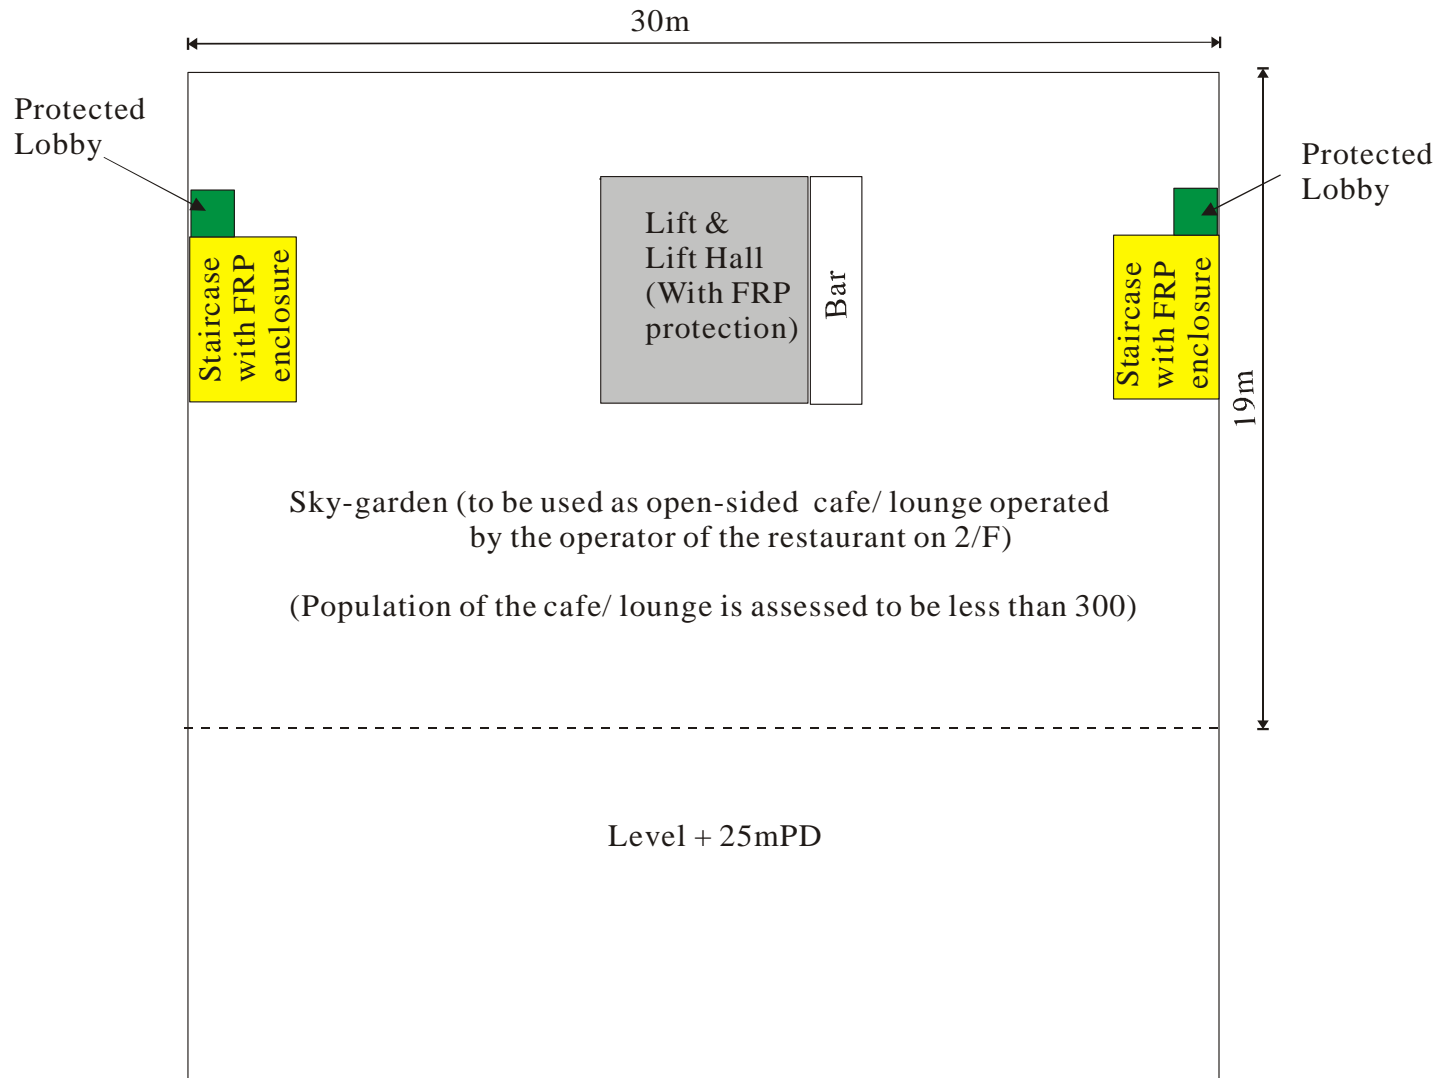 30m
Protected
Lobby
Protected
Lobby
Lift &
Lift Hall
(With FRP
protection)
Bar
Staircase
with FRP
enclosure
Staircase
with FRP
enclosure
19m
Sky-garden (to be used as open-sided cafe/ lounge operated
by the operator of the restaurant on 2/F)
(Population of the cafe/ lounge is assessed to be less than 300)
Level + 25mPD